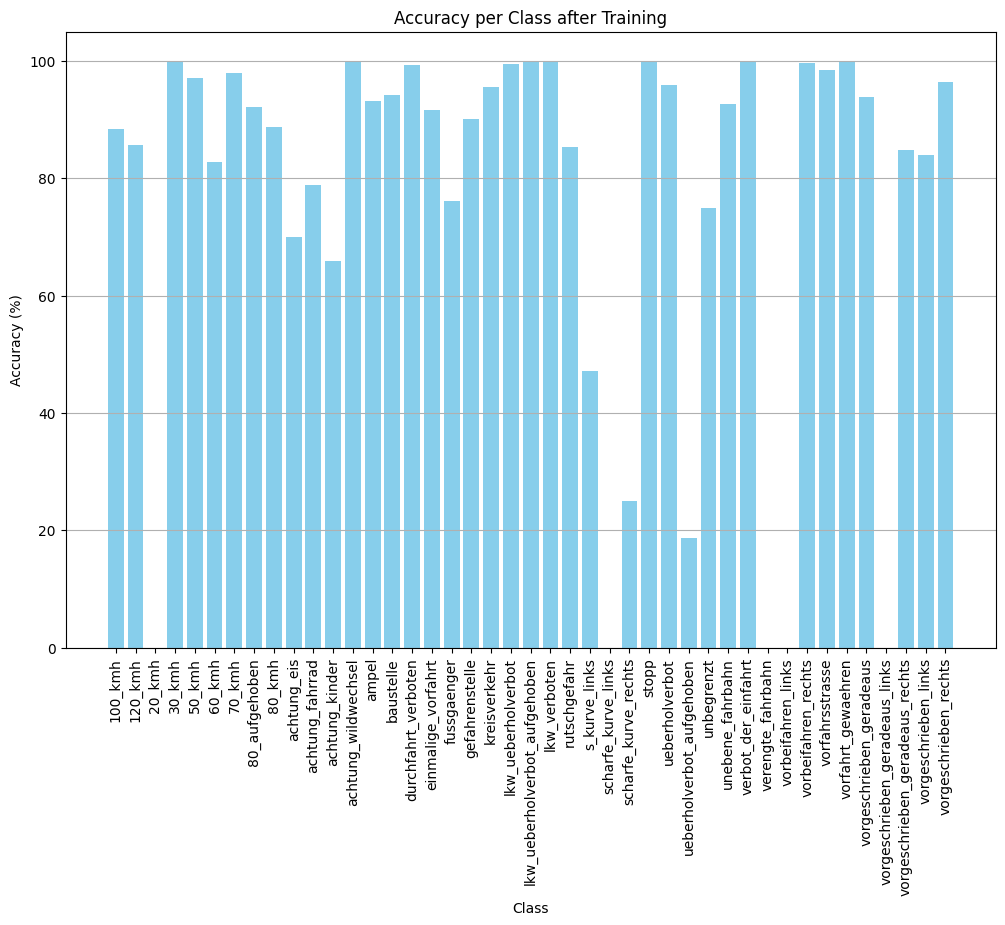 Accuracy per Class after Training
Accuracy (%)
100
80
60
40
20
0
100_kmh
120_kmh
20_kmh
30_kmh
50_kmh
60_kmh
70_kmh
80_aufgehoben
80_kmh
achtung_eis
achtung_fahrrad
achtung_kinder
achtung_wildwechsel
ampel
baustelle
durchfahrt_verboten
einmalige_vorfahrt
fussgaenger
gefahrenstelle
kreisverkehr
lkw_ueberholverbot
lkw_ueberholverbot_aufgehoben
lkw_verboten
rutschgefahr
s_kurve_links
scharfe_kurve_links
scharfe_kurve_rechts
stopp
ueberholverbot
ueberholverbot_aufgehoben
unbegrenzt
unebene_fahrbahn
verbot_der_einfahrt
verengte_fahrbahn
vorbeifahren_links
vorbeifahren_rechts
vorfahrsstrasse
vorfahrt_gewaehren
vorgeschrieben_geradeaus
vorgeschrieben_geradeaus_links
vorgeschrieben_geradeaus_rechts
vorgeschrieben_links
vorgeschrieben_rechts
Class